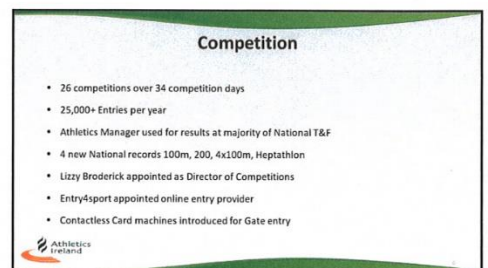 Competition
• 26 competitions over 34 competition days
• 25,000+ Entries per year
• Athletics Manager used for results at majority of National T&F
• 4 new National records 100m, 200, 4x100m, Heptathlon
• Lizzy Broderick appointed as Director of Competitions
• Entry4sport appointed online entry provider
• Contactless Card machines introduced for Gate entry
Athletics
Ireland